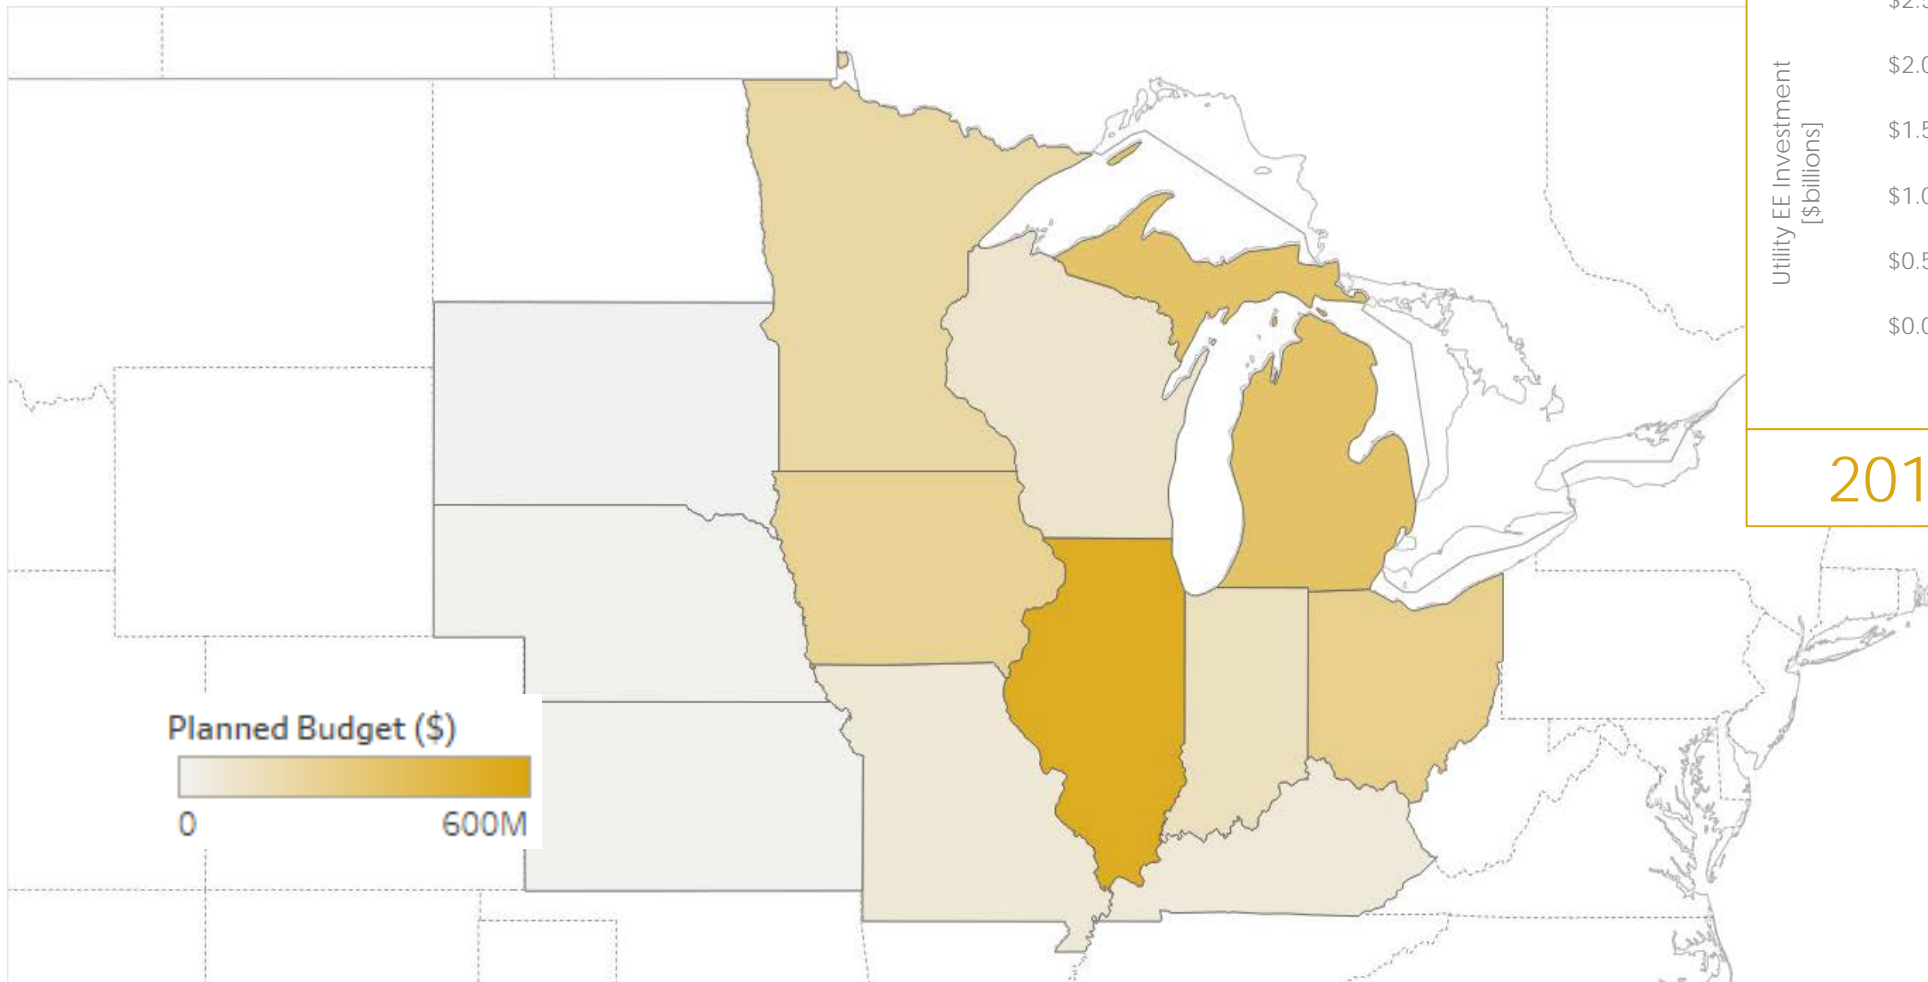 Planned Budget ($)
0 600M
Utility EE Investment
[$billions]
$2.0
$1.5
$1.0
$0.5
$0.0
201